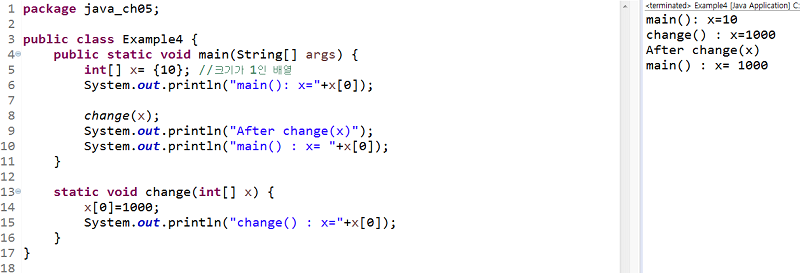 1 package java_ch05;
2
3 public class Example4 {
4     public static void main(String[] args) {
5         int[] x= {10}; //크기가 1인 배열
6         System.out.println("main(): x="+x[0]);
7
8         change(x);
9         System.out.println("After change(x)");
10         System.out.println("main() : x= "+x[0]);
11     }
12
13     static void change(int[] x) {
14         x[0]=1000;
15         System.out.println("change() : x="+x[0]);
16     }
17 }
18
<terminated> Example4 [Java Application] C:
main(): x=10
change() : x=1000
After change(x)
main() : x= 1000